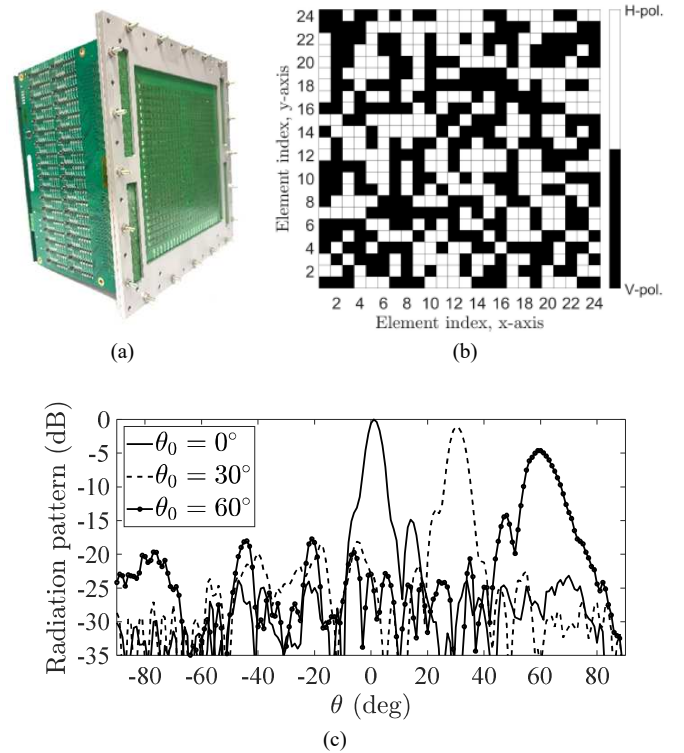 24
22
20
18
16
14
12
10
8
6
4
2
Element index, y-axis
H-pol.
V-pol.
2 4 6 8 10 12 14 16 18 20 22 24
Element index, x-axis
(a)
(b)
Radiation pattern (dB)
0
-5
-10
-15
-20
-25
-30
-35
θ₀ = 0°
θ₀ = 30°
θ₀ = 60°
-80 -60 -40 -20 0 20 40 60 80
θ (deg)
(c)